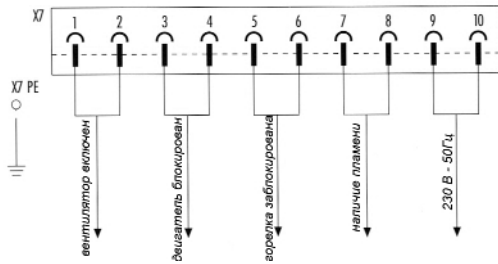 X7
1 2 3 4 5 6 7 8 9 10
X7 PE
вентилятор включен
двигатель блокирован
горелка заблокирована
наличие пламени
230 В - 50Гц